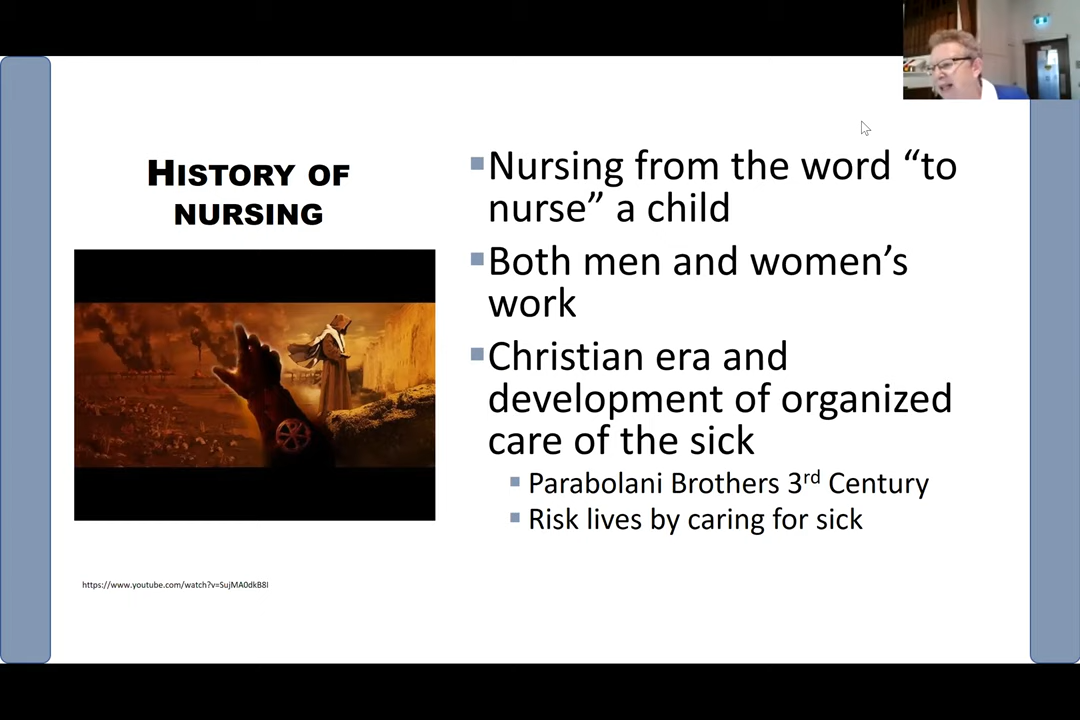 HISTORY OF
NURSING
Nursing from the word “to
nurse” a child
Both men and women’s
work
Christian era and
development of organized
care of the sick
Parabolani Brothers 3rd Century
Risk lives by caring for sick
https://www.youtube.com/watch?v=SujMA0dkB8I